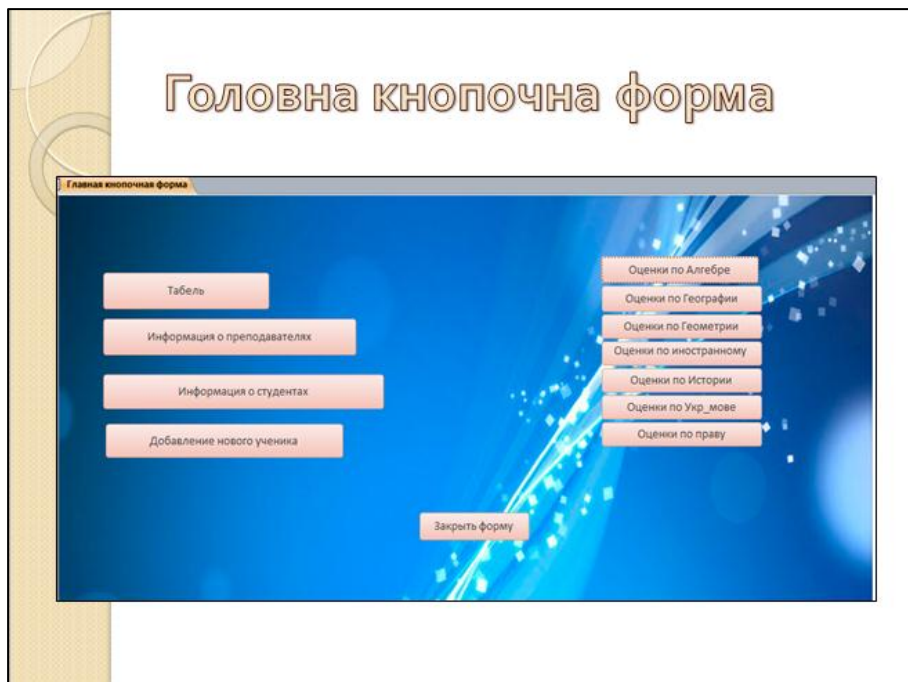 Головна кнопочна форма
Главная кнопочная форма
Табель
Информация о преподавателях
Информация о студентах
Добавление нового ученика
Оценки по Алгебре
Оценки по Географии
Оценки по Геометрии
Оценки по иностранному
Оценки по Истории
Оценки по Укр_мове
Оценки по праву
Закрыть форму